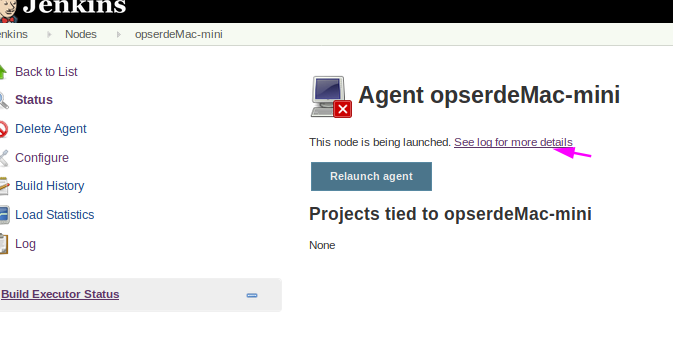 Jenkins
enkins Nodes opserdeMac-mini
Back to List
Status
Delete Agent
Configure
Build History
Load Statistics
Log
Build Executor Status
Agent opserdeMac-mini
This node is being launched. See log for more details
Relaunch agent
Projects tied to opserdeMac-mini
None